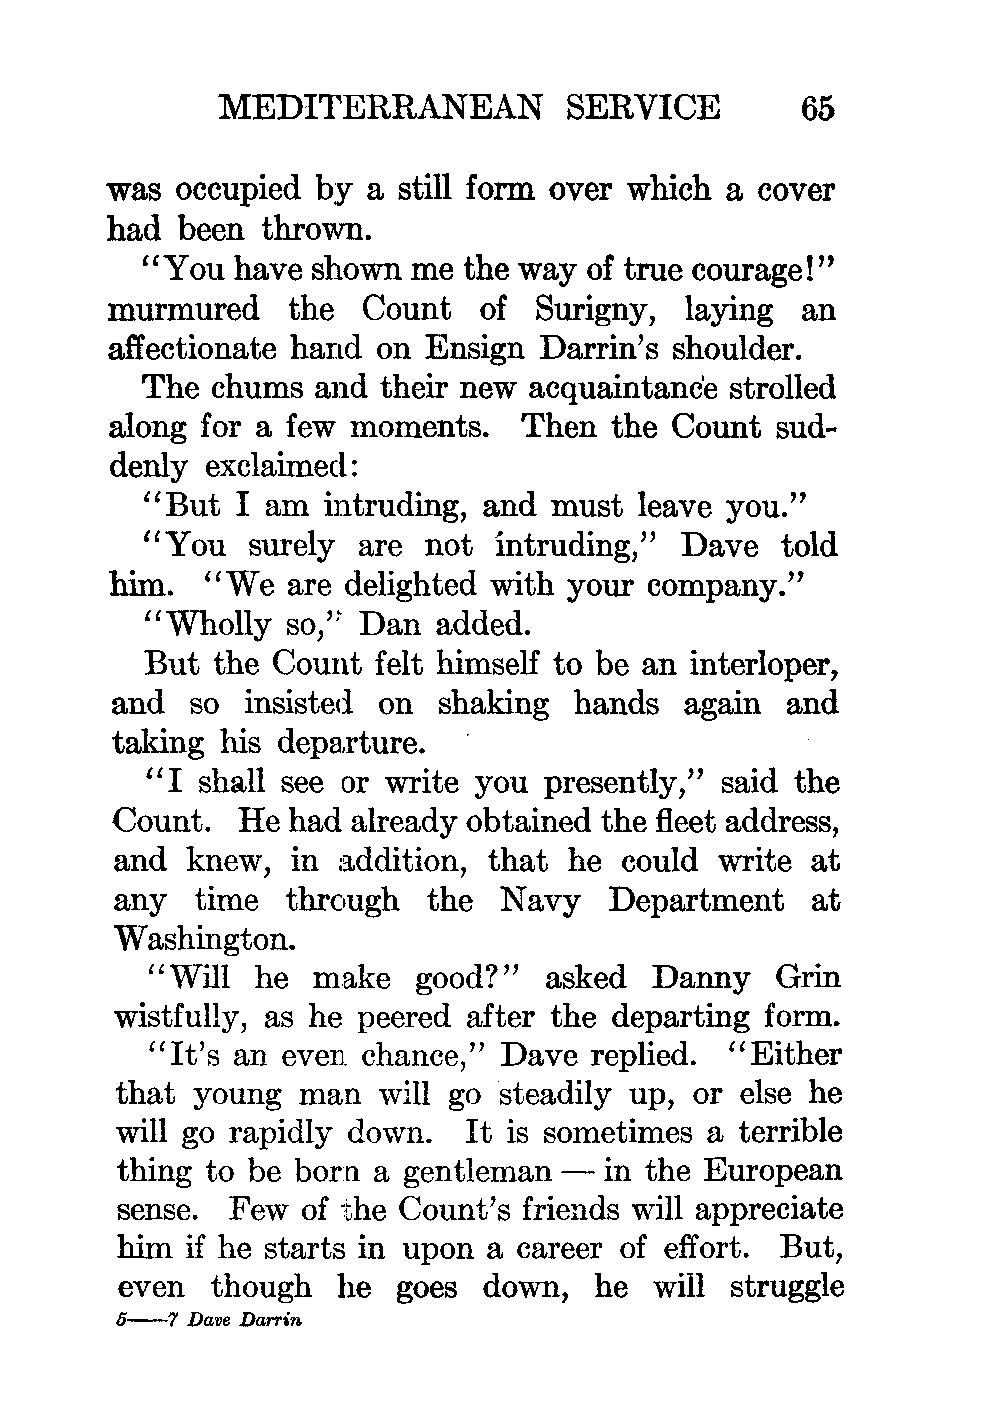 MEDITERRANEAN SERVICE 65
was occupied by a still form over which a cover
had been thrown.
"You have shown me the way of true courage!"
murmured the Count of Surigny, laying an
affectionate hand on Ensign Darrin's shoulder.
The chums and their new acquaintance strolled
along for a few moments. Then the Count sud-
denly exclaimed:
"But I am intruding, and must leave you."
"You surely are not intruding," Dave told
him. "We are delighted with your company."
"Wholly so," Dan added.
But the Count felt himself to be an interloper,
and so insisted on shaking hands again and
taking his departure.
"I shall see or write you presently," said the
Count. He had already obtained the fleet address,
and knew, in addition, that he could write at
any time through the Navy Department at
Washington.
"Will he make good?" asked Danny Grin
wistfully, as he peered after the departing form.
"It's an even chance," Dave replied. "Either
that young man will go steadily up, or else he
will go rapidly down. It is sometimes a terrible
thing to be born a gentleman — in the European
sense. Few of the Count's friends will appreciate
him if he starts in upon a career of effort. But,
even though he goes down, he will struggle
5——7 Dave Darrin